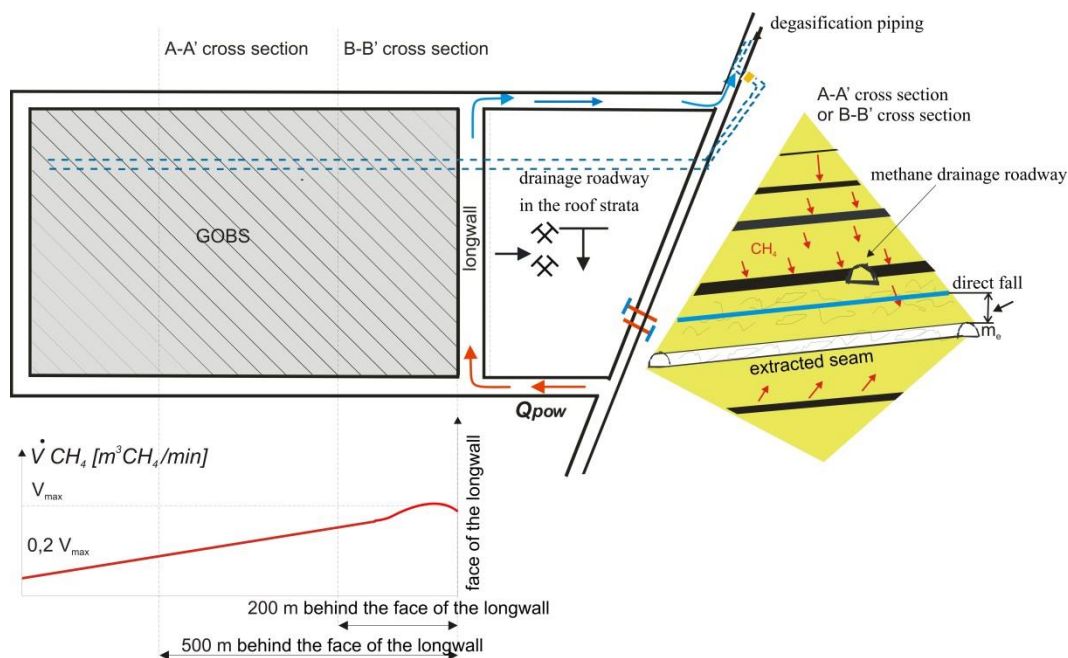 degasification piping
A-A' cross section
B-B' cross section
A-A' cross section
or B-B' cross section
methane drainage roadway
drainage roadway
in the roof strata
GOBS
longwall
CH₄
direct fall
mₑ
extracted seam
Qpow
V̇ CH₄ [m³CH₄/min]
Vmax
0,2 Vmax
face of the longwall
200 m behind the face of the longwall
500 m behind the face of the longwall